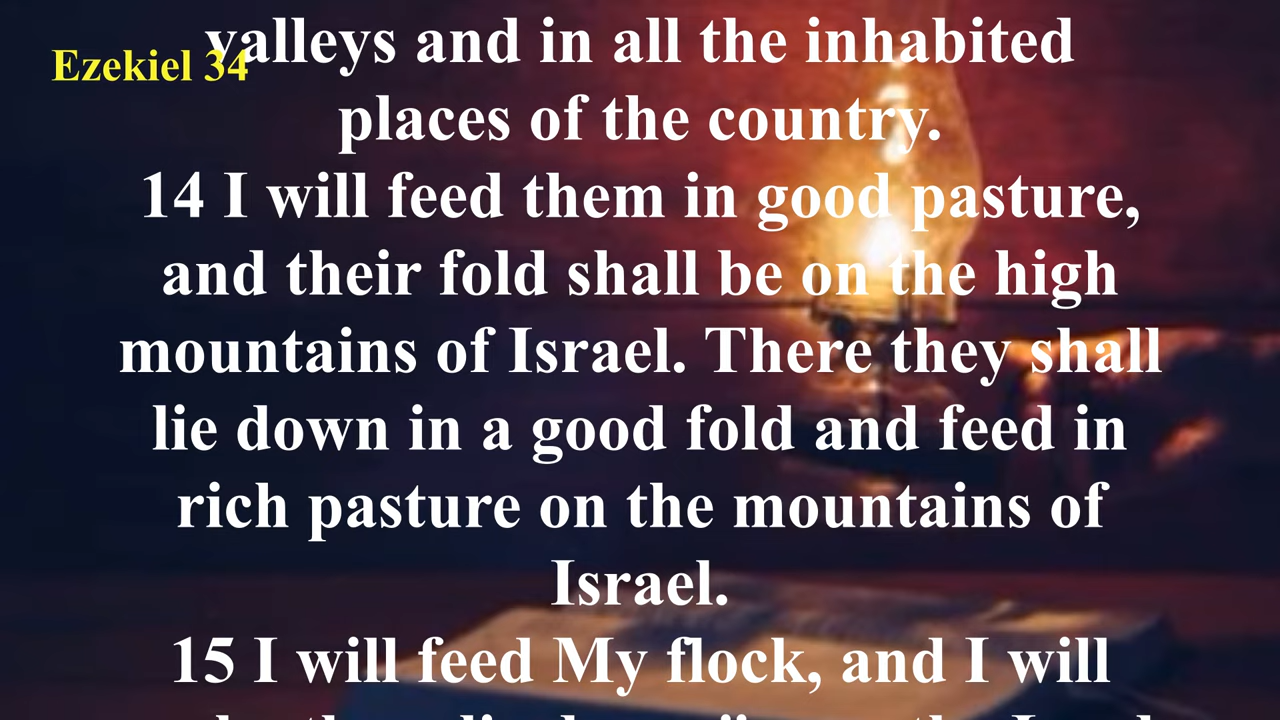 Ezekiel 34
valleys and in all the inhabited
places of the country.
14 I will feed them in good pasture,
and their fold shall be on the high
mountains of Israel. There they shall
lie down in a good fold and feed in
rich pasture on the mountains of
Israel.
15 I will feed My flock, and I will